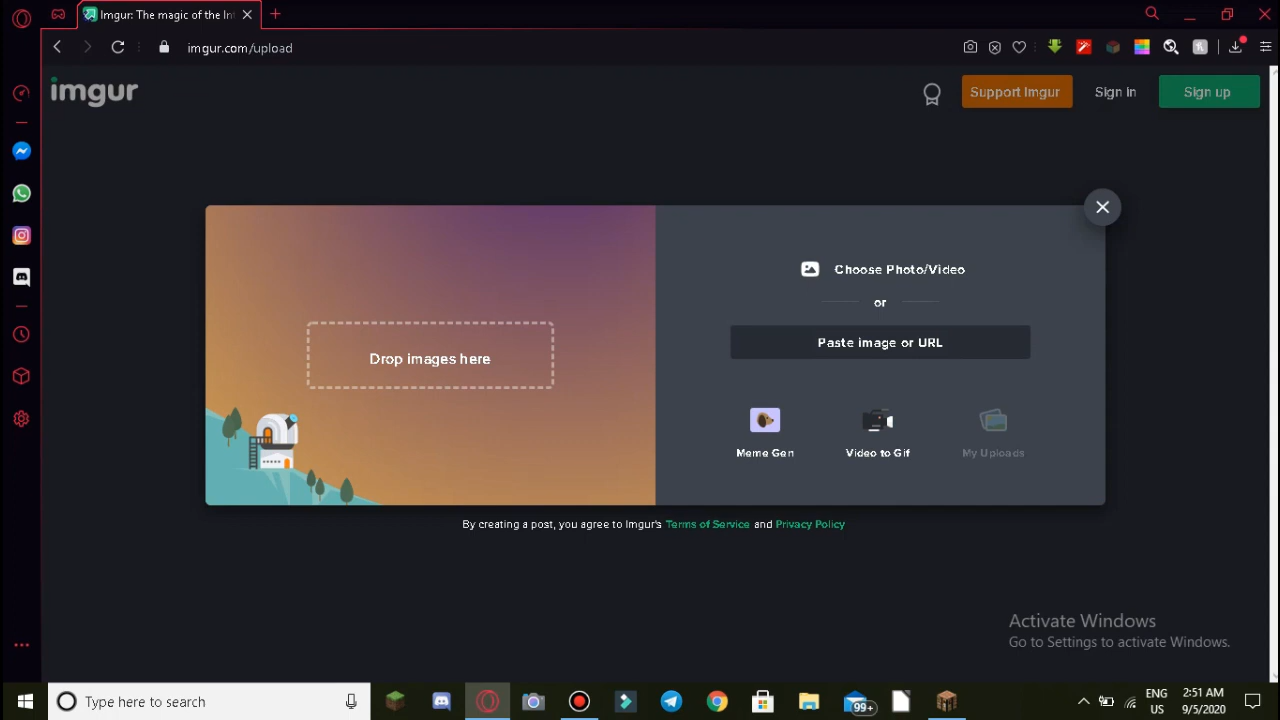 Imgur: The magic of the Int
imgur.com/upload
imgur
Support Imgur
Sign in
Sign up
Choose Photo/Video
or
Drop images here
Paste image or URL
Meme Gen
Video to Gif
My Uploads
By creating a post, you agree to Imgur's Terms of Service and Privacy Policy
Activate Windows
Go to Settings to activate Windows.
Type here to search
99+
ENG
US
2:51 AM
9/5/2020